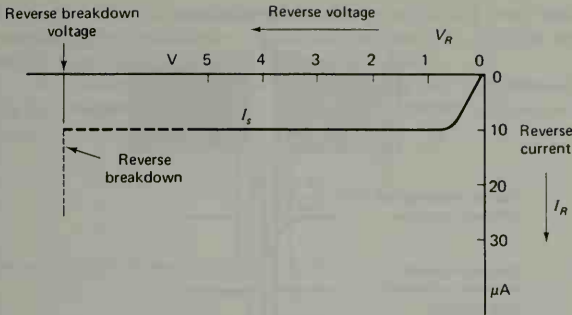 Reverse breakdown
voltage
Reverse voltage
V_R
V 5 4 3 2 1 0
0
I_s
10
Reverse
current
Reverse
breakdown
20
I_R
30
μA